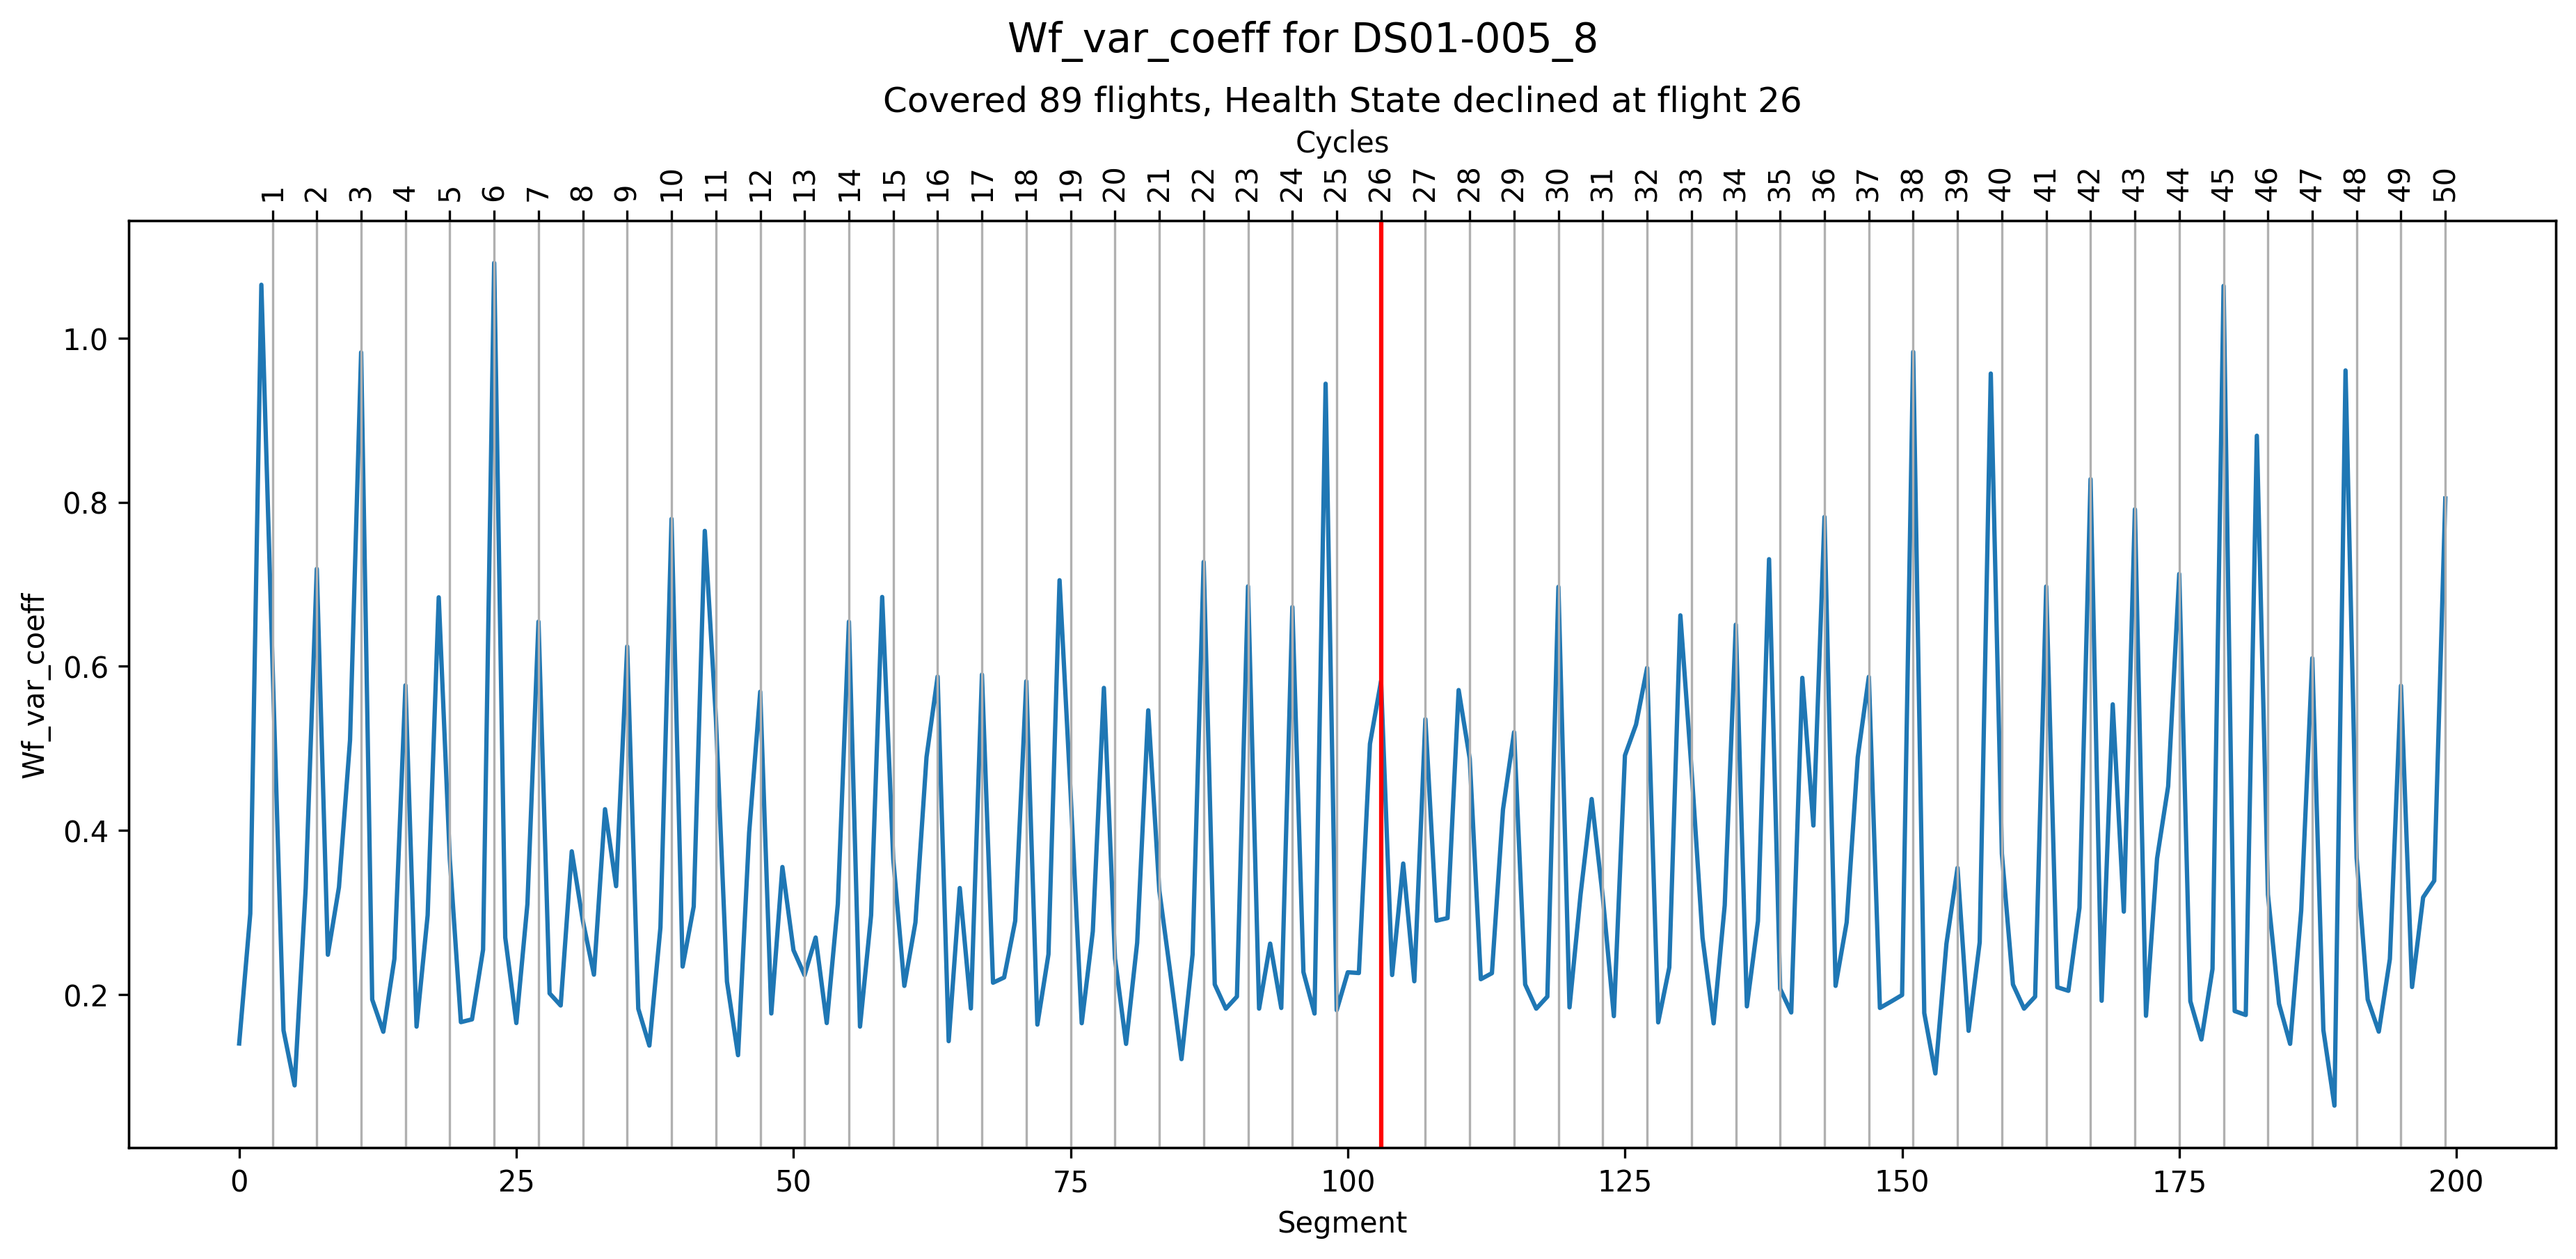 Wf_var_coeff for DS01-005_8
Covered 89 flights, Health State declined at flight 26
Cycles
1 2 3 4 5 6 7 8 9 10 11 12 13 14 15 16 17 18 19 20 21 22 23 24 25 26 27 28 29 30 31 32 33 34 35 36 37 38 39 40 41 42 43 44 45 46 47 48 49 50
Wf_var_coeff
1.0
0.8
0.6
0.4
0.2
0 25 50 75 100 125 150 175 200
Segment